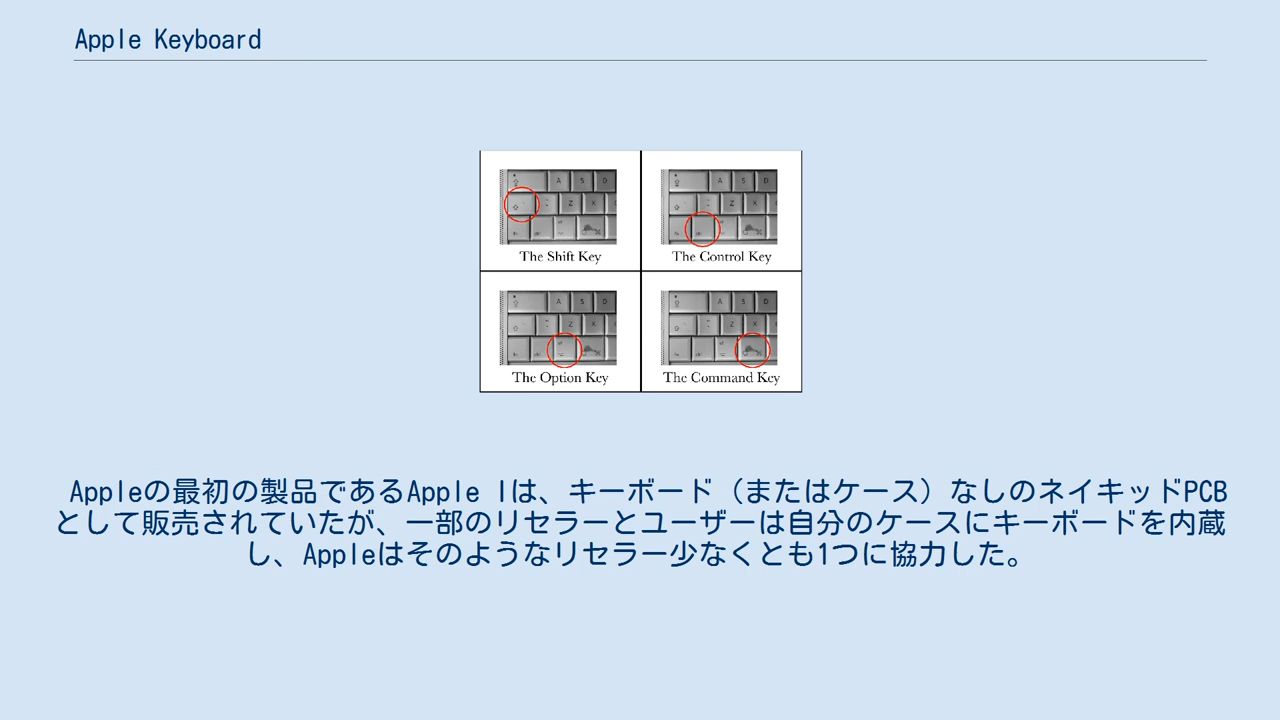 Apple Keyboard
A S D
Z X
The Shift Key
A S D
Z X
The Control Key
A S D
Z X
The Option Key
A S D
Z X
The Command Key
Appleの最初の製品であるApple Iは、キーボード（またはケース）なしのネイキッドPCB
として販売されていたが、一部のリセラーとユーザーは自分のケースにキーボードを内蔵
し、Appleはそのようなリセラー少なくとも1つに協力した。